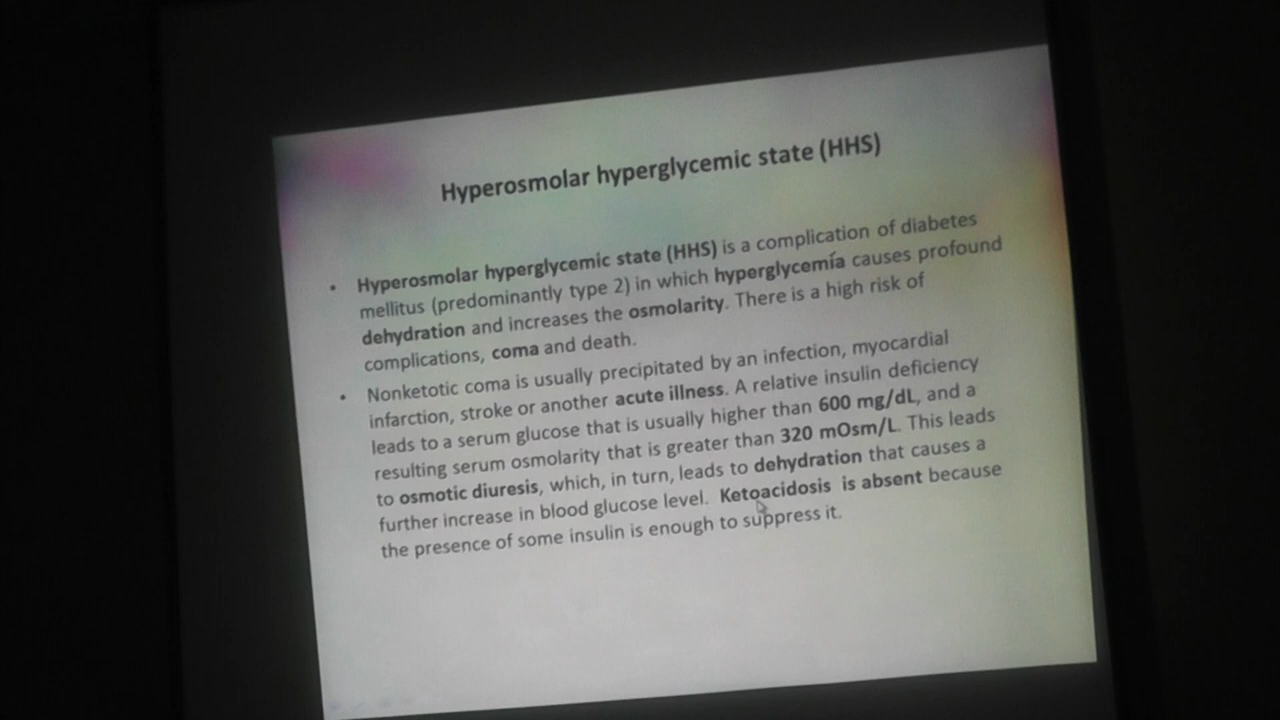 Hyperosmolar hyperglycemic state (HHS)
• Hyperosmolar hyperglycemic state (HHS) is a complication of diabetes
mellitus (predominantly type 2) in which hyperglycemía causes profound
dehydration and increases the osmolarity. There is a high risk of
complications, coma and death.
• Nonketotic coma is usually precipitated by an infection, myocardial
infarction, stroke or another acute illness. A relative insulin deficiency
leads to a serum glucose that is usually higher than 600 mg/dL, and a
resulting serum osmolarity that is greater than 320 mOsm/L. This leads
to osmotic diuresis, which, in turn, leads to dehydration that causes a
further increase in blood glucose level. Ketoacidosis is absent because
the presence of some insulin is enough to suppress it.